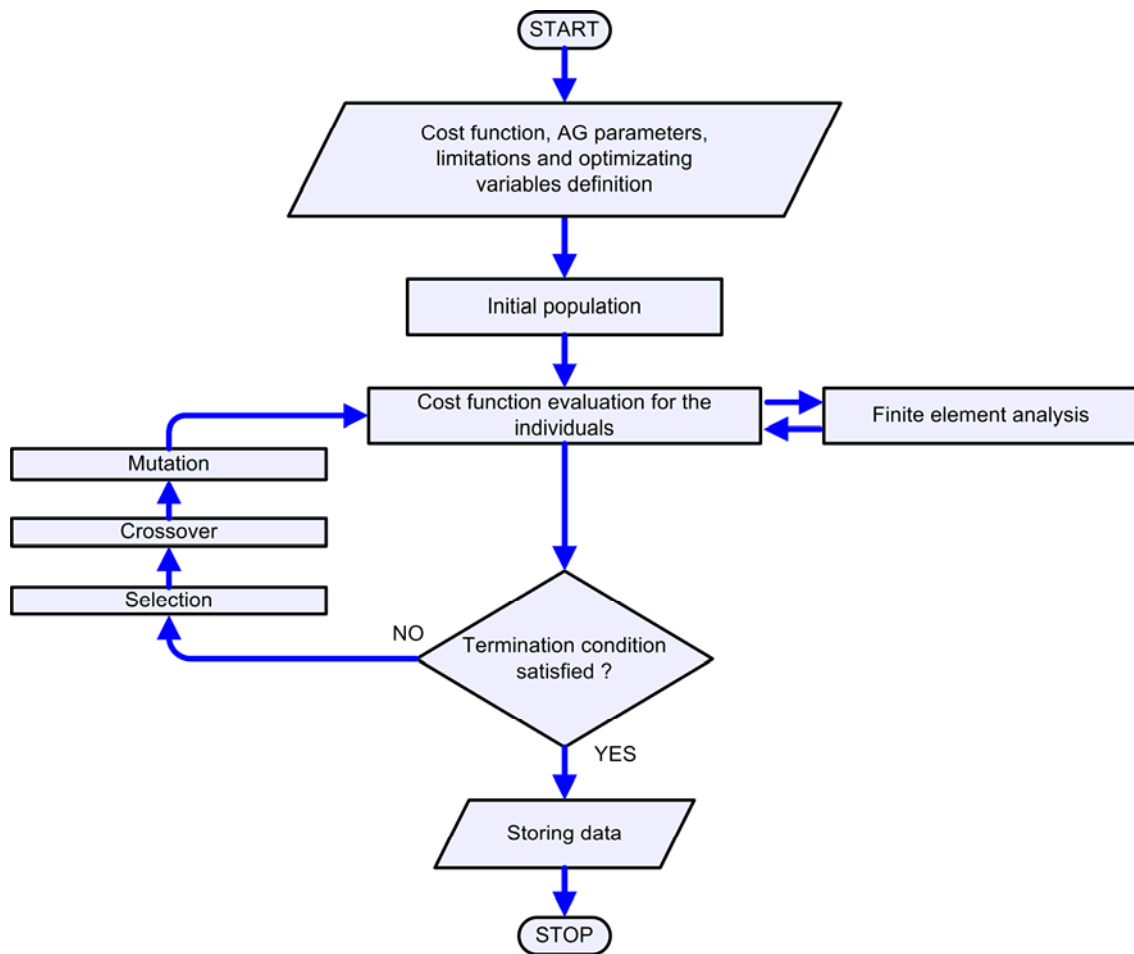 START
Cost function, AG parameters,
limitations and optimizating
variables definition
Initial population
Cost function evaluation for the
individuals
Finite element analysis
Mutation
Crossover
Selection
NO
Termination condition
satisfied ?
YES
Storing data
STOP